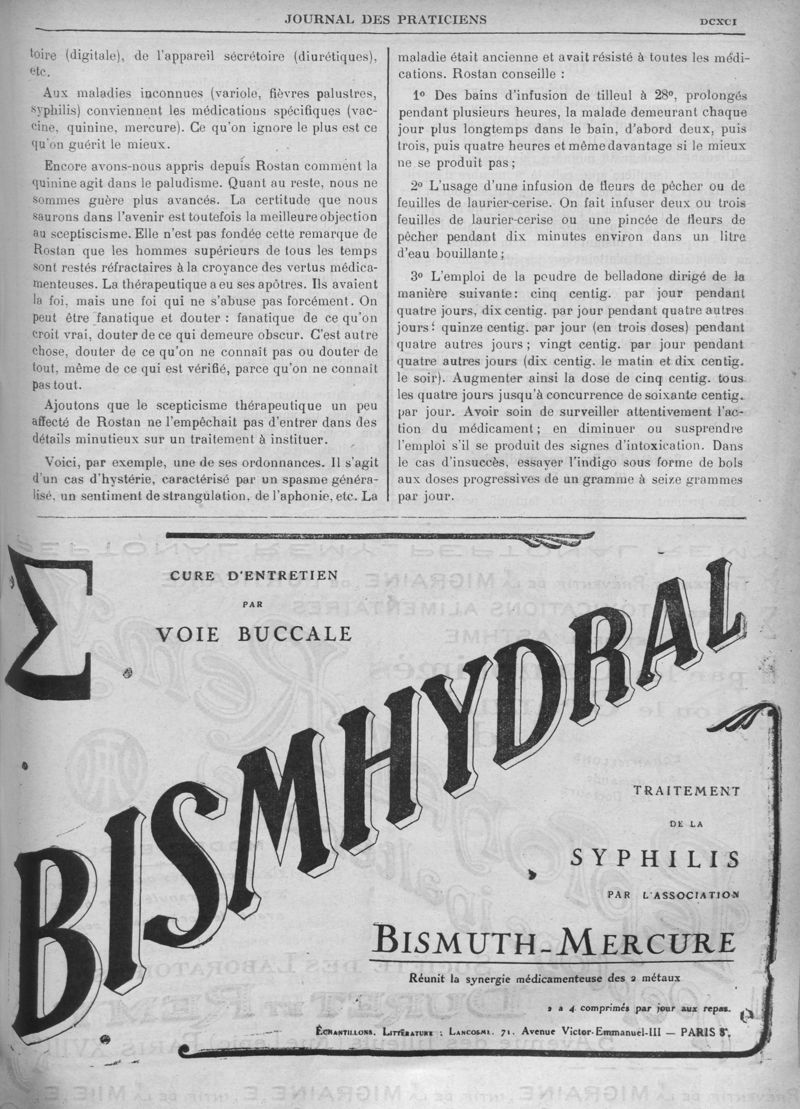 JOURNAL DES PRATICIENS
DCXCI
toire (digitale), de l'appareil sécrétoire (diurétiques),
etc.
Aux maladies inconnues (variole, fièvres palustres,
syphilis) conviennent les médications spécifiques (vac-
cine, quinine, mercure). Ce qu'on ignore le plus est ce
qu'on guérit le mieux.
Encore avons-nous appris depuis Rostan comment la
quinine agit dans le paludisme. Quant au reste, nous ne
sommes guère plus avancés. La certitude que nous
saurons dans l'avenir est toutefois la meilleure objection
au scepticisme. Elle n'est pas fondée cette remarque de
Rostan que les hommes supérieurs de tous les temps
sont restés réfractaires à la croyance des vertus médica-
menteuses. La thérapeutique a eu ses apôtres. Ils avaient
la foi, mais une foi qui ne s'abuse pas forcément. On
peut être fanatique et douter : fanatique de ce qu'on
croit vrai, douter de ce qui demeure obscur. C'est autre
chose, douter de ce qu'on ne connaît pas ou douter de
tout, même de ce qui est vérifié, parce qu'on ne connaît
pas tout.
Ajoutons que le scepticisme thérapeutique un peu
affecté de Rostan ne l'empêchait pas d'entrer dans des
détails minutieux sur un traitement à instituer.
Voici, par exemple, une de ses ordonnances. Il s'agit
d'un cas d'hystérie, caractérisé par un spasme généra-
lisé, un sentiment de strangulation, de l'aphonie, etc. La
maladie était ancienne et avait résisté à toutes les médi-
cations. Rostan conseille :
1º Des bains d'infusion de tilleul à 28º, prolongés
pendant plusieurs heures, la malade demeurant chaque
jour plus longtemps dans le bain, d'abord deux, puis
trois, puis quatre heures et même davantage si le mieux
ne se produit pas ;
2º L'usage d'une infusion de fleurs de pêcher ou de
feuilles de laurier-cerise. On fait infuser deux ou trois
feuilles de laurier-cerise ou une pincée de fleurs de
pêcher pendant dix minutes environ dans un litre
d'eau bouillante ;
3º L'emploi de la poudre de belladone dirigé de la
manière suivante : cinq centig. par jour pendant
quatre jours, dix centig. par jour pendant quatre autres
jours ; quinze centig. par jour (en trois doses) pendant
quatre autres jours ; vingt centig. par jour pendant
quatre autres jours (dix centig. le matin et dix centig.
le soir). Augmenter ainsi la dose de cinq centig. tous
les quatre jours jusqu'à concurrence de soixante centig.
par jour. Avoir soin de surveiller attentivement l'ac-
tion du médicament ; en diminuer ou suspendre
l'emploi s'il se produit des signes d'intoxication. Dans
le cas d'insuccès, essayer l'indigo sous forme de bols
aux doses progressives de un gramme à seize grammes
par jour.
Σ
CURE D'ENTRETIEN
PAR
VOIE BUCCALE
BISMHYDRAL
TRAITEMENT
DE LA
SYPHILIS
PAR L'ASSOCIATION
BISMUTH-MERCURE
Réunit la synergie médicamenteuse des 2 métaux
2 à 4 comprimés par jour aux repas.
ÉCHANTILLONS, LITTÉRATURE : LANCOSME, 71, Avenue Victor-Emmanuel-III — PARIS 8e.